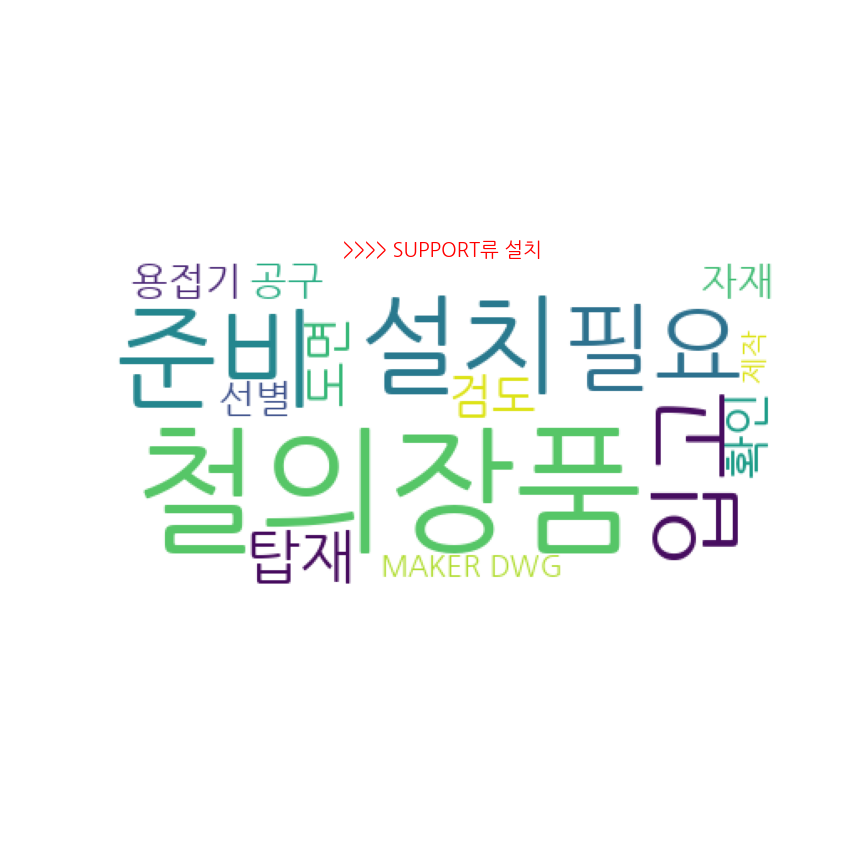 >>>> SUPPORT류 설치
용접기 공구 자재
준비 도면 설치 필요 제작
선별 검도 구입 확인
철의장품
탑재 MAKER DWG